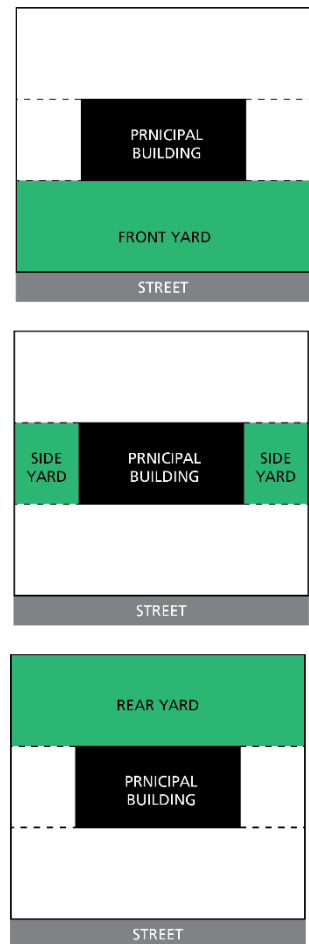 PRNICIPAL
BUILDING
FRONT YARD
STREET
SIDE
YARD
PRNICIPAL
BUILDING
SIDE
YARD
STREET
REAR YARD
PRNICIPAL
BUILDING
STREET